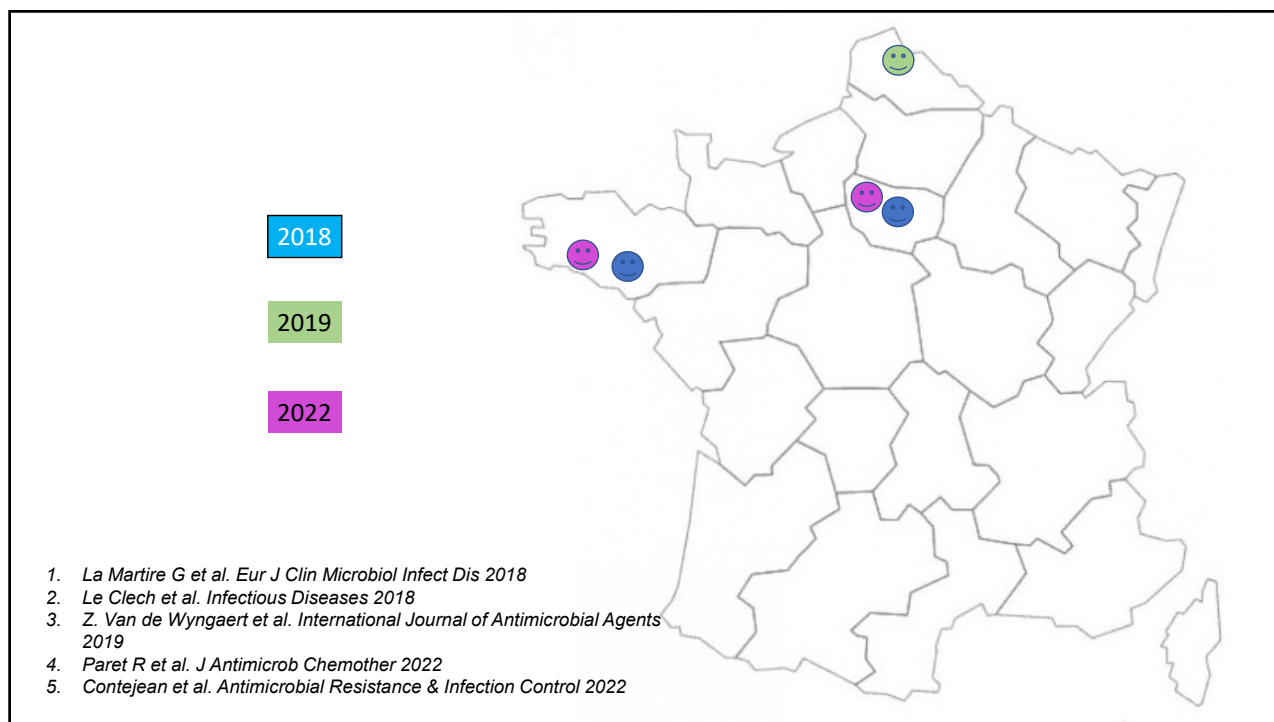 2018
2019
2022
1. La Martire G et al. Eur J Clin Microbiol Infect Dis 2018
2. Le Clech et al. Infectious Diseases 2018
3. Z. Van de Wyngaert et al. International Journal of Antimicrobial Agents
2019
4. Paret R et al. J Antimicrob Chemother 2022
5. Contejean et al. Antimicrobial Resistance & Infection Control 2022